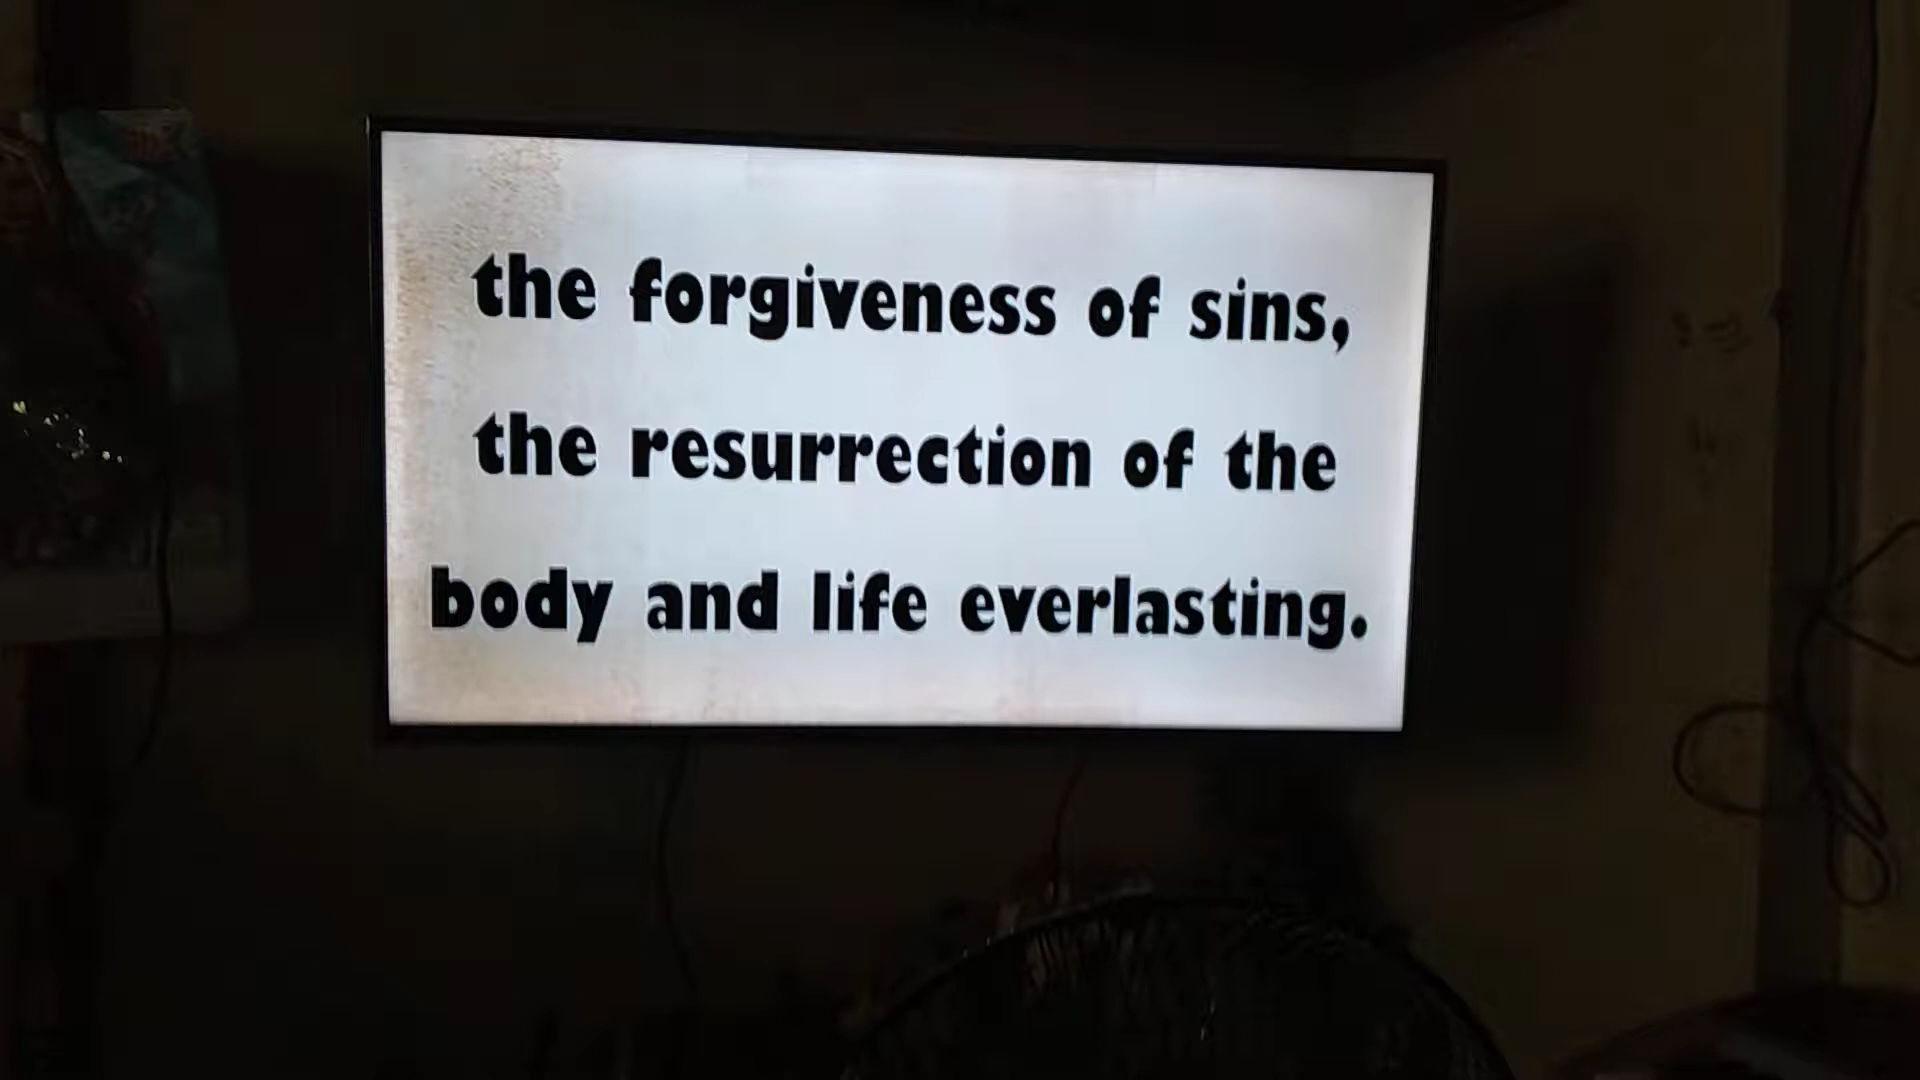 the forgiveness of sins,
the resurrection of the
body and life everlasting.